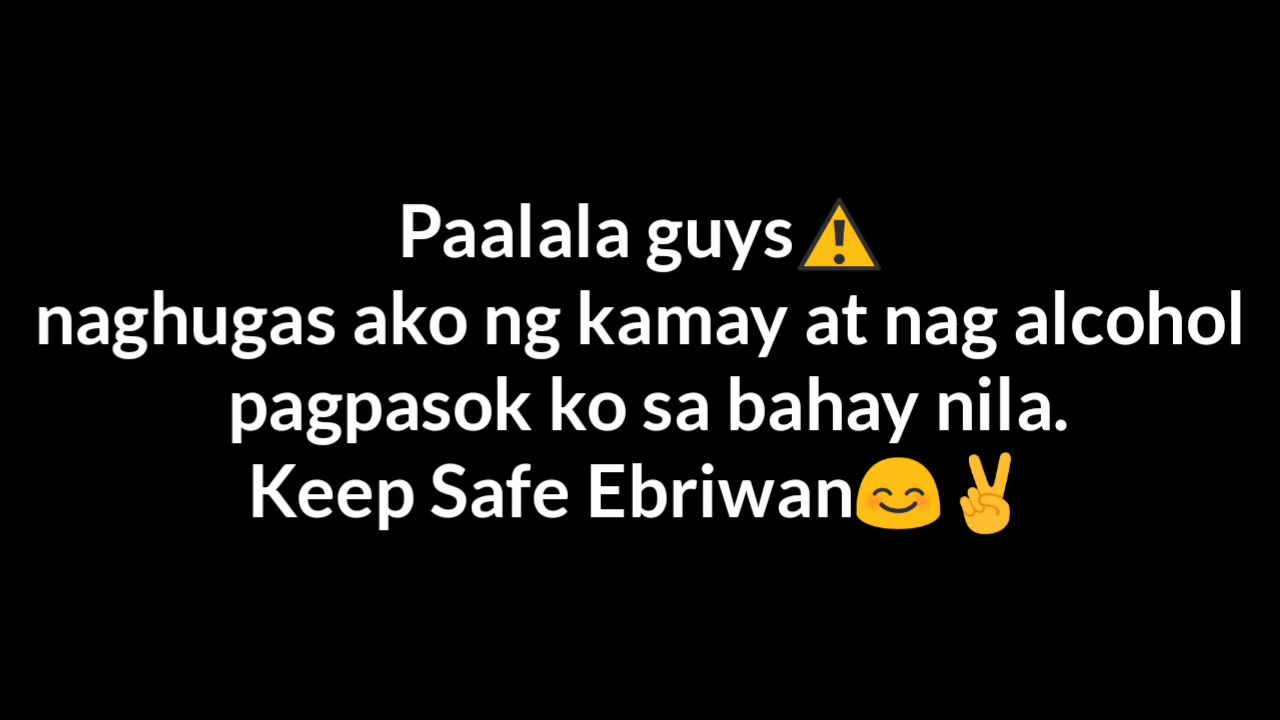 Paalala guys⚠️
naghugas ako ng kamay at nag alcohol
pagpasok ko sa bahay nila.
Keep Safe Ebriwan😊✌